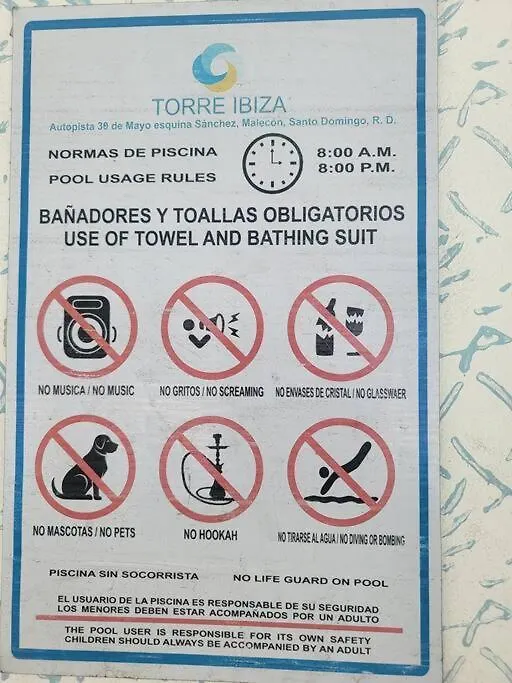 TORRE IBIZA
Autopista 30 de Mayo esquina Sánchez, Malecón, Santo Domingo, R. D.
NORMAS DE PISCINA
POOL USAGE RULES
8:00 A.M.
8:00 P.M.
BAÑADORES Y TOALLAS OBLIGATORIOS
USE OF TOWEL AND BATHING SUIT
NO MUSICA / NO MUSIC
NO GRITOS / NO SCREAMING
NO ENVASES DE CRISTAL / NO GLASSWAER
NO MASCOTAS / NO PETS
NO HOOKAH
NO TIRARSE AL AGUA / NO DIVING OR BOMBING
PISCINA SIN SOCORRISTA NO LIFE GUARD ON POOL
EL USUARIO DE LA PISCINA ES RESPONSABLE DE SU SEGURIDAD
LOS MENORES DEBEN ESTAR ACOMPAÑADOS POR UN ADULTO
THE POOL USER IS RESPONSIBLE FOR ITS OWN SAFETY
CHILDREN SHOULD ALWAYS BE ACCOMPANIED BY AN ADULT